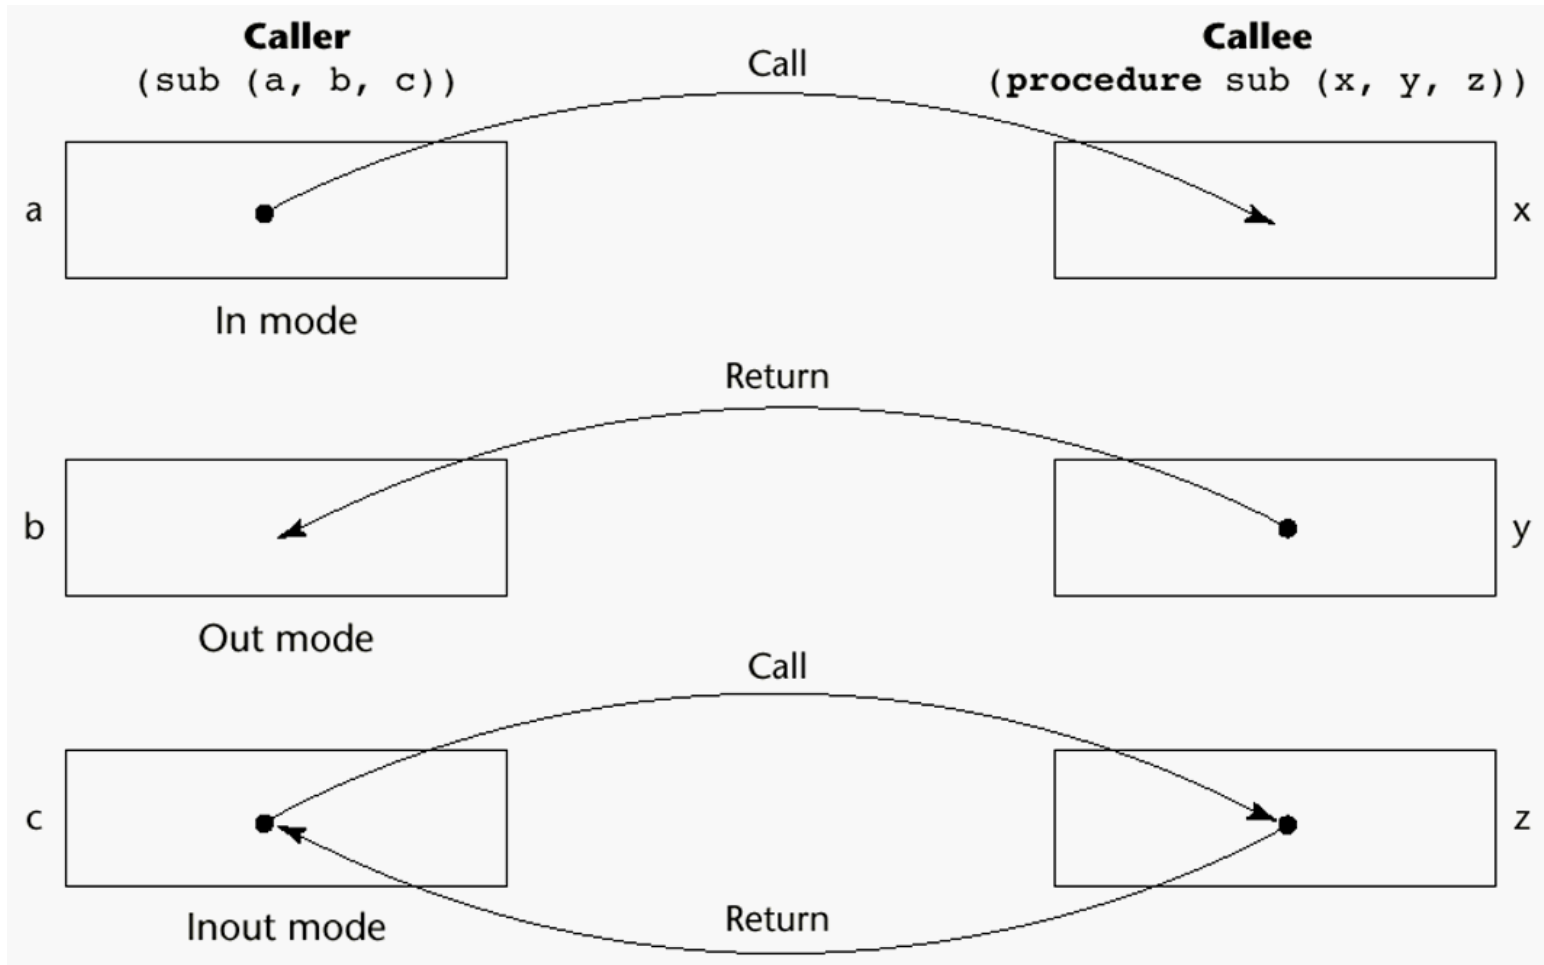 Caller
(sub (a, b, c))
Call
Callee
(procedure sub (x, y, z))
a
x
In mode
Return
b
y
Out mode
Call
c
z
Inout mode
Return